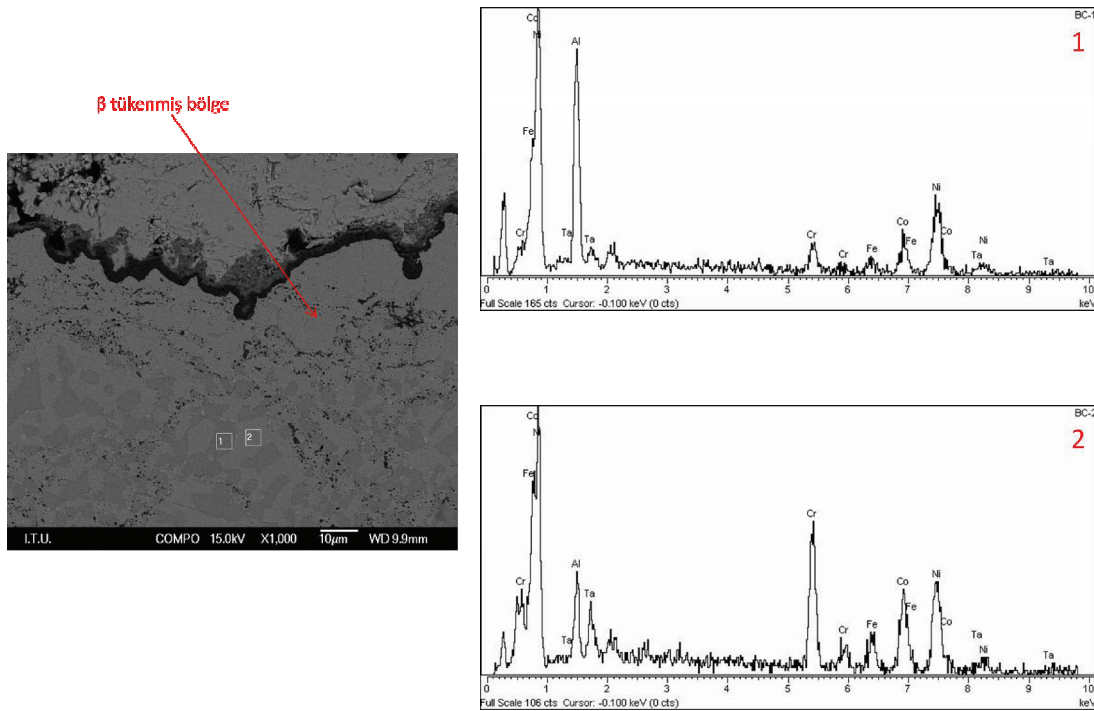 β tükenmiş bölge
1
2
I.T.U. COMPO 15.0kV X1,000 10µm WD 9.9mm
BC-1
1
Co
Ni
Al
Fe
Cr
Ta
Ta
Cr
Cr
Fe
Fe
Co
Ni
Co
Ta
Ni
Ta
0 1 2 3 4 5 6 7 8 9 10
Full Scale 165 cts Cursor: -0.100 keV (0 cts) keV
BC-2
2
Co
Ni
Fe
Cr
Al
Ta
Ta
Cr
Cr
Fe
Co
Fe
Ni
Co
Ta
Ni
Ta
0 1 2 3 4 5 6 7 8 9 10
Full Scale 106 cts Cursor: -0.100 keV (0 cts) keV